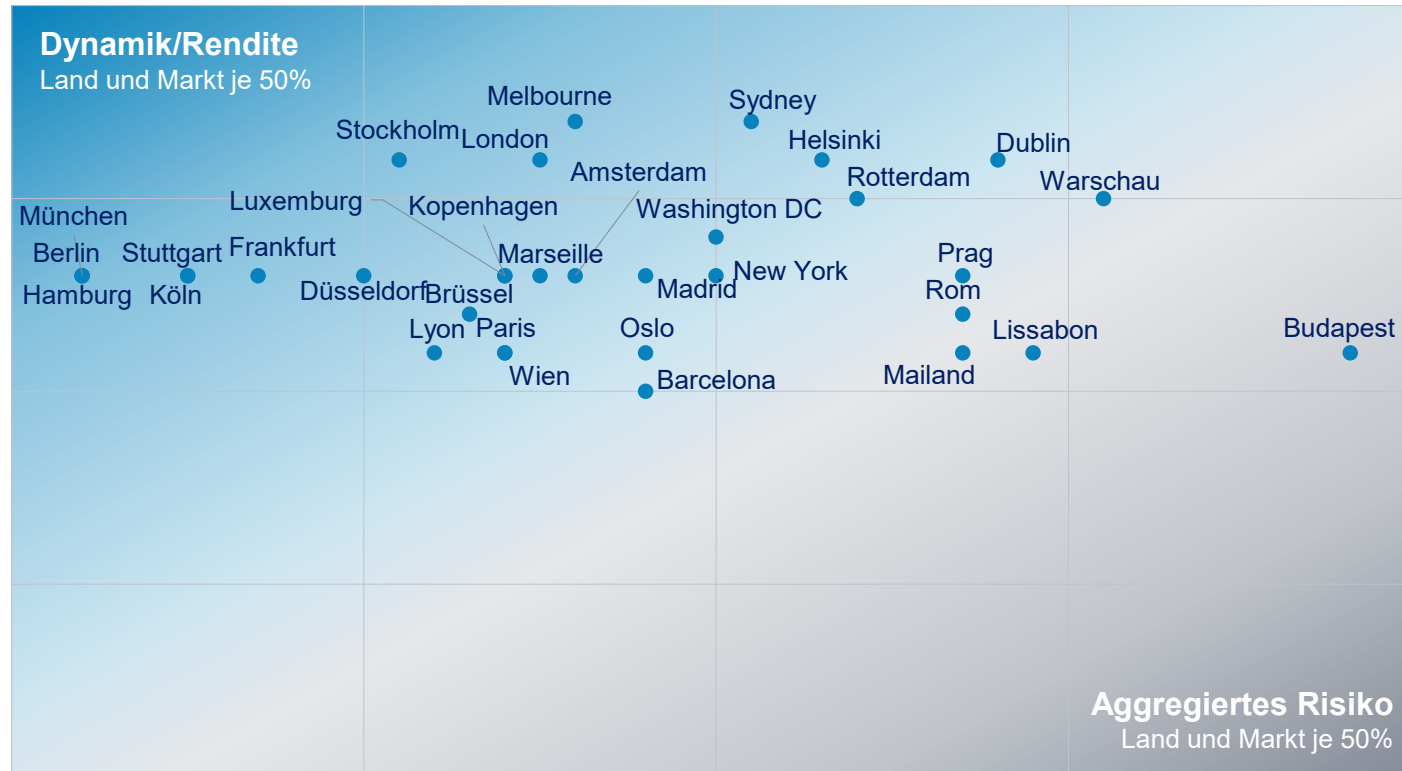 Dynamik/Rendite
Land und Markt je 50%
Melbourne
Sydney
Stockholm
London
Helsinki
Dublin
Amsterdam
Rotterdam
Warschau
Luxemburg
Kopenhagen
Washington DC
München
Berlin
Stuttgart
Frankfurt
Marseille
Prag
New York
Hamburg
Köln
Düsseldorf
Brüssel
Madrid
Rom
Lyon
Paris
Oslo
Lissabon
Budapest
Wien
Barcelona
Mailand
Aggregiertes Risiko
Land und Markt je 50%